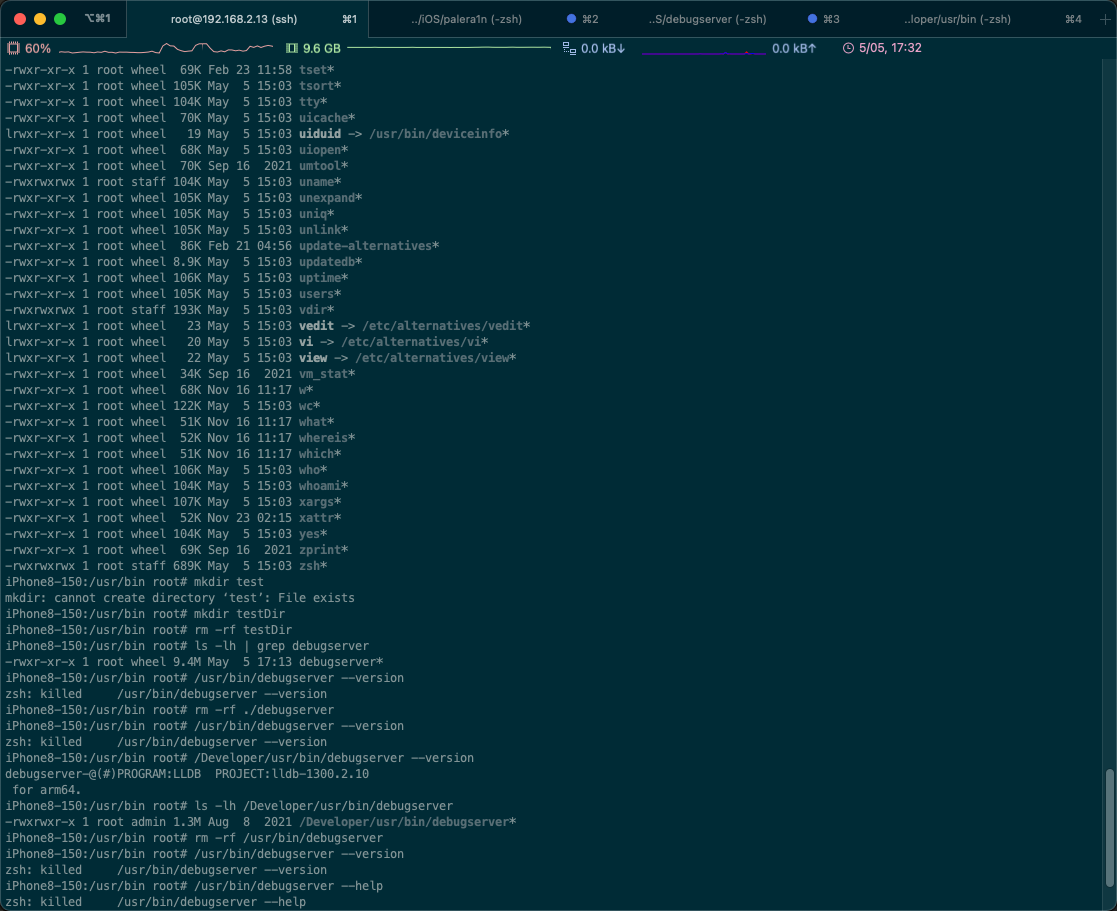 ⌥⌘1
root@192.168.2.13 (ssh) ⌘1
../iOS/palera1n (-zsh) ⌘2
..S/debugserver (-zsh) ⌘3
..loper/usr/bin (-zsh) ⌘4
+
60% 9.6 GB 0.0 kB↓ 0.0 kB↑ 5/05, 17:32
-rwxr-xr-x 1 root wheel  69K Feb 23 11:58 tset*
-rwxr-xr-x 1 root wheel 105K May  5 15:03 tsort*
-rwxr-xr-x 1 root wheel 104K May  5 15:03 tty*
-rwxr-xr-x 1 root wheel  70K May  5 15:03 uicache*
lrwxr-xr-x 1 root wheel   19 May  5 15:03 uiduid -> /usr/bin/deviceinfo*
-rwxr-xr-x 1 root wheel  68K May  5 15:03 uiopen*
-rwxr-xr-x 1 root wheel  70K Sep 16  2021 umtool*
-rwxrwxrwx 1 root staff 104K May  5 15:03 uname*
-rwxr-xr-x 1 root wheel 105K May  5 15:03 unexpand*
-rwxr-xr-x 1 root wheel 105K May  5 15:03 uniq*
-rwxr-xr-x 1 root wheel 105K May  5 15:03 unlink*
-rwxr-xr-x 1 root wheel  86K Feb 21 04:56 update-alternatives*
-rwxr-xr-x 1 root wheel 8.9K May  5 15:03 updatedb*
-rwxr-xr-x 1 root wheel 106K May  5 15:03 uptime*
-rwxr-xr-x 1 root wheel 105K May  5 15:03 users*
-rwxrwxrwx 1 root staff 193K May  5 15:03 vdir*
lrwxr-xr-x 1 root wheel   23 May  5 15:03 vedit -> /etc/alternatives/vedit*
lrwxr-xr-x 1 root wheel   20 May  5 15:03 vi -> /etc/alternatives/vi*
lrwxr-xr-x 1 root wheel   22 May  5 15:03 view -> /etc/alternatives/view*
-rwxr-xr-x 1 root wheel  34K Sep 16  2021 vm_stat*
-rwxr-xr-x 1 root wheel  68K Nov 16 11:17 w*
-rwxr-xr-x 1 root wheel 122K May  5 15:03 wc*
-rwxr-xr-x 1 root wheel  51K Nov 16 11:17 what*
-rwxr-xr-x 1 root wheel  52K Nov 16 11:17 whereis*
-rwxr-xr-x 1 root wheel  51K Nov 16 11:17 which*
-rwxr-xr-x 1 root wheel 106K May  5 15:03 who*
-rwxr-xr-x 1 root wheel 104K May  5 15:03 whoami*
-rwxr-xr-x 1 root wheel 107K May  5 15:03 xargs*
-rwxr-xr-x 1 root wheel  52K Nov 23 02:15 xattr*
-rwxr-xr-x 1 root wheel 104K May  5 15:03 yes*
-rwxr-xr-x 1 root wheel  69K Sep 16  2021 zprint*
-rwxr-xr-x 1 root staff 689K May  5 15:03 zsh*
iPhone8-150:/usr/bin root# mkdir test
mkdir: cannot create directory ‘test’: File exists
iPhone8-150:/usr/bin root# mkdir testDir
iPhone8-150:/usr/bin root# rm -rf testDir
iPhone8-150:/usr/bin root# ls -lh | grep debugserver
-rwxr-xr-x 1 root wheel 9.4M May  5 17:13 debugserver*
iPhone8-150:/usr/bin root# /usr/bin/debugserver --version
zsh: killed     /usr/bin/debugserver --version
iPhone8-150:/usr/bin root# rm -rf ./debugserver
iPhone8-150:/usr/bin root# /usr/bin/debugserver --version
zsh: killed     /usr/bin/debugserver --version
iPhone8-150:/usr/bin root# /Developer/usr/bin/debugserver --version
debugserver-@(#)PROGRAM:LLDB  PROJECT:lldb-1300.2.10
 for arm64.
iPhone8-150:/usr/bin root# ls -lh /Developer/usr/bin/debugserver
-rwxrwxr-x 1 root admin 1.3M Aug  8  2021 /Developer/usr/bin/debugserver*
iPhone8-150:/usr/bin root# rm -rf /usr/bin/debugserver
iPhone8-150:/usr/bin root# /usr/bin/debugserver --version
zsh: killed     /usr/bin/debugserver --version
iPhone8-150:/usr/bin root# /usr/bin/debugserver --help
zsh: killed     /usr/bin/debugserver --help